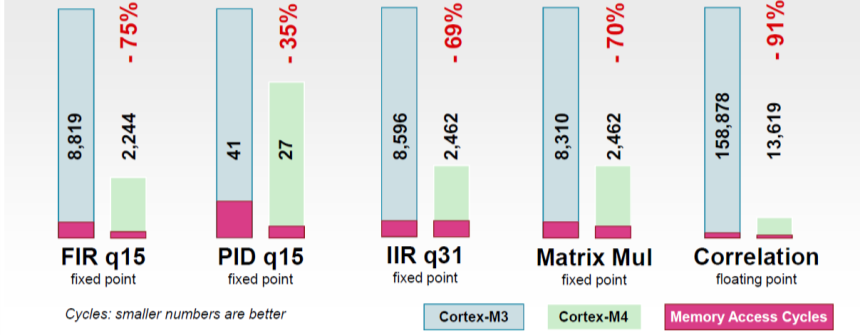 - 75%
- 35%
- 69%
- 70%
- 91%
8,819
2,244
41
27
8,596
2,462
8,310
2,462
158,878
13,619
FIR q15
fixed point
PID q15
fixed point
IIR q31
fixed point
Matrix Mul
fixed point
Correlation
floating point
Cycles: smaller numbers are better
Cortex-M3
Cortex-M4
Memory Access Cycles